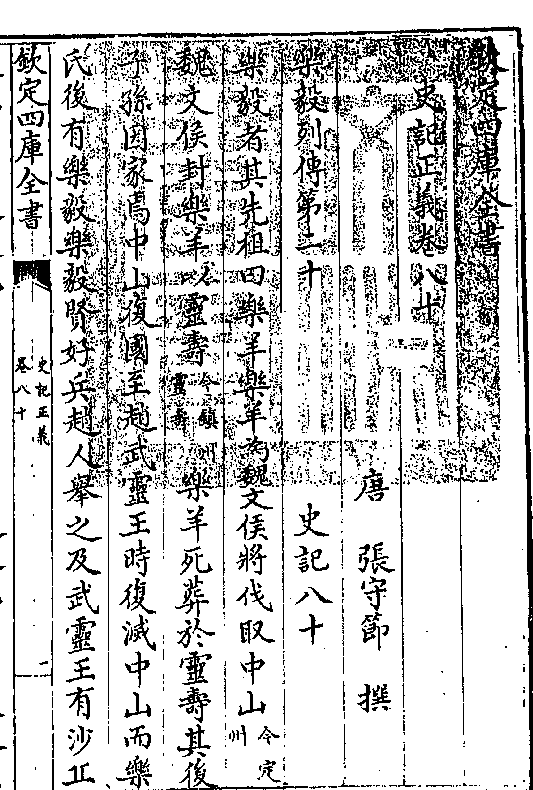 欽定四庫全書
史記正義卷八十
唐 張守節 撰
樂毅列傳第二十 史記八十
樂毅者其先祖曰樂羊樂羊為魏文侯將伐取中山今定州
魏文侯封樂羊以靈壽今鎮州靈壽樂羊死葬於靈壽其後
子孫因家焉中山復國至趙武靈王時復滅中山而樂
氏後有樂毅樂毅賢好兵趙人舉之及武靈王有沙丘
欽定四庫全書
史記正義
卷八十
一